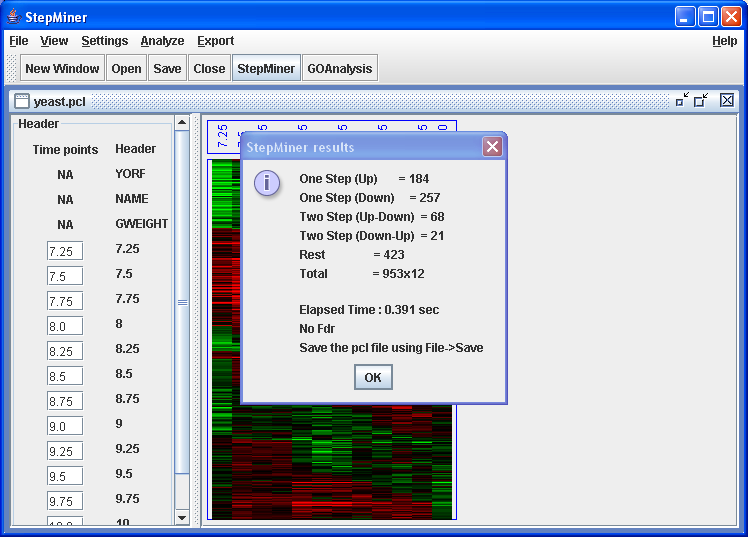 StepMiner
File View Settings Analyze Export Help
New Window Open Save Close StepMiner GOAnalysis
yeast.pcl
Header
Time points Header
NA YORF
NA NAME
NA GWEIGHT
7.25 7.25
7.5 7.5
7.75 7.75
8.0 8
8.25 8.25
8.5 8.5
8.75 8.75
9.0 9
9.25 9.25
9.5 9.5
9.75 9.75
10
7.25
StepMiner results
One Step (Up) = 184
One Step (Down) = 257
Two Step (Up-Down) = 68
Two Step (Down-Up) = 21
Rest = 423
Total = 953x12
Elapsed Time : 0.391 sec
No Fdr
Save the pcl file using File->Save
OK